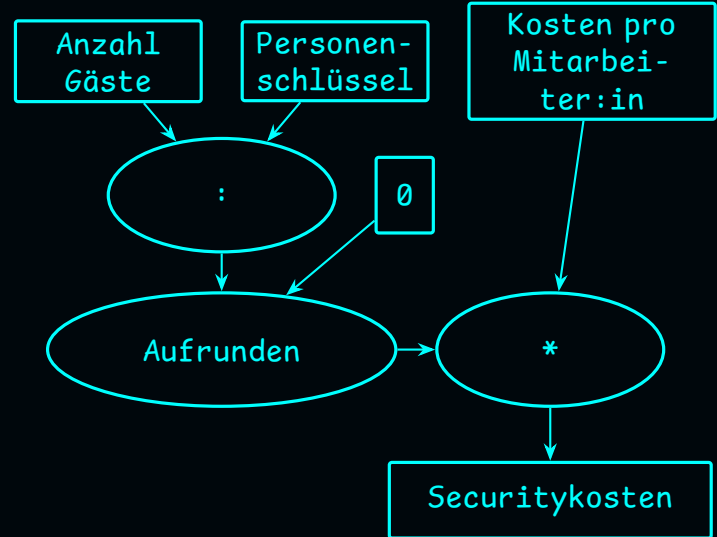 Anzahl
Gäste
Personen-
schlüssel
Kosten pro
Mitarbei-
ter:in
:
0
Aufrunden
*
Securitykosten